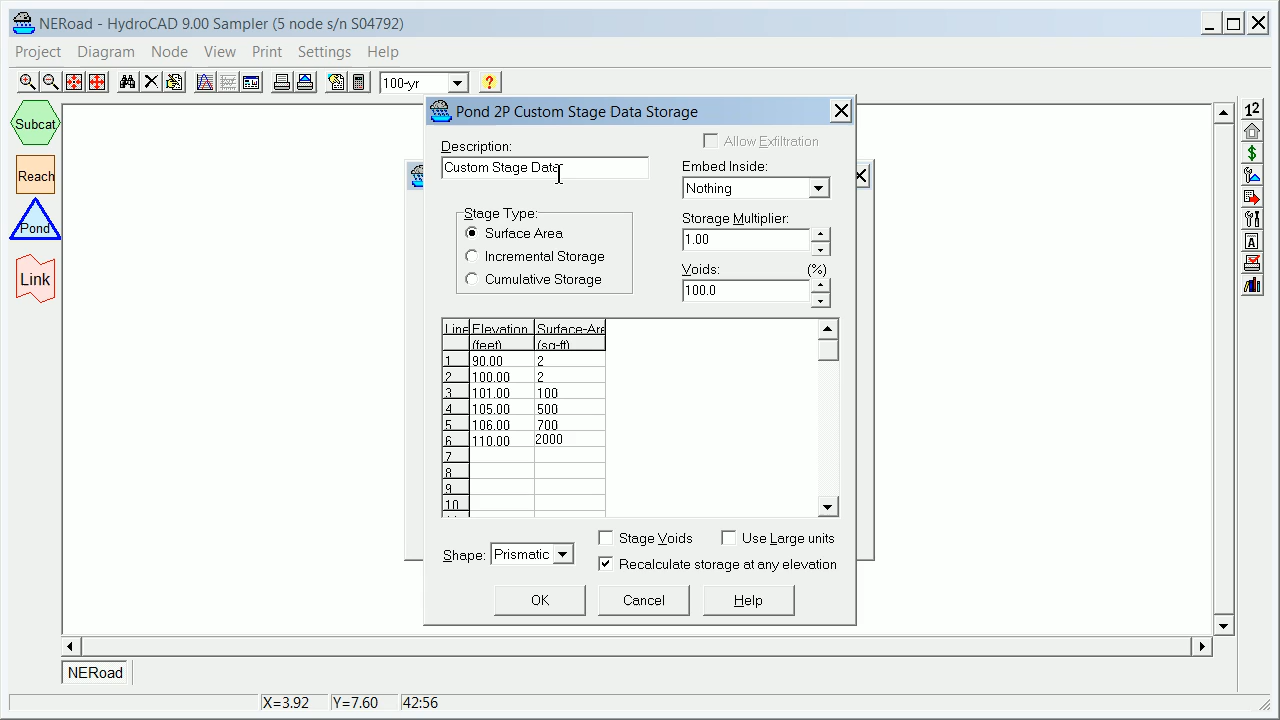 NERoad - HydroCAD 9.00 Sampler (5 node s/n S04792)
Project Diagram Node View Print Settings Help
100-yr
?
Pond 2P Custom Stage Data Storage
Subcat
Reach
Pond
Link
12
$
A
Allow Exfiltration
Description:
Custom Stage Data
Embed Inside:
Nothing
Stage Type:
Surface Area
Incremental Storage
Cumulative Storage
Storage Multiplier:
1.00
Voids: (%)
100.0
Line Elevation Surface-Are
(feet) (sq-ft)
1 90.00 2
2 100.00 2
3 101.00 100
4 105.00 500
5 106.00 700
6 110.00 2000
7
8
9
10
Stage Voids Use Large units
Shape: Prismatic
Recalculate storage at any elevation
OK Cancel Help
NERoad
X=3.92 Y=7.60 42:56